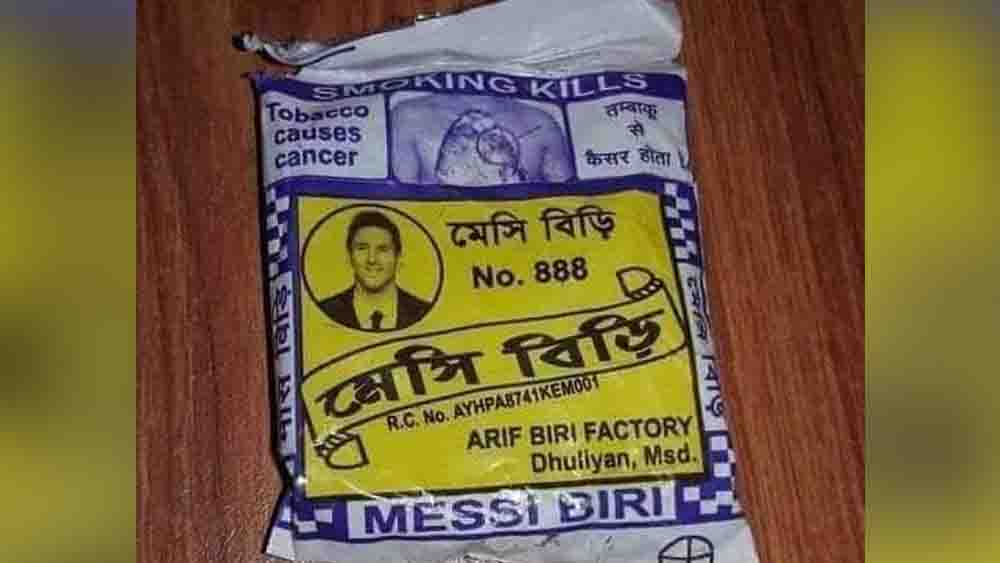 SMOKING KILLS
Tobacco
causes
cancer
तम्बाकू
से
कैसर होता
মেসি বিড়ি
No. 888
মেসি বিড়ি
R.C. No. AYHPA8741KEM001
ARIF BIRI FACTORY
Dhuliyan, Msd.
MESSI BIRI
বিড়ি
মেসি বিড়ি